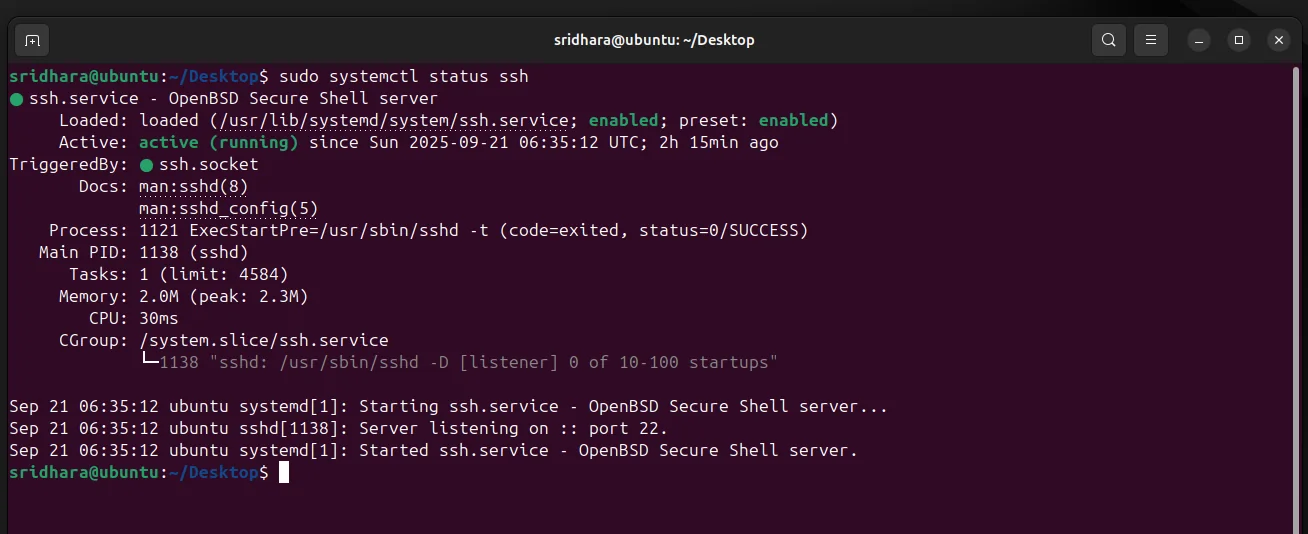 sridhara@ubuntu: ~/Desktop
sridhara@ubuntu:~/Desktop$ sudo systemctl status ssh
● ssh.service - OpenBSD Secure Shell server
     Loaded: loaded (/usr/lib/systemd/system/ssh.service; enabled; preset: enabled)
     Active: active (running) since Sun 2025-09-21 06:35:12 UTC; 2h 15min ago
TriggeredBy: ● ssh.socket
       Docs: man:sshd(8)
             man:sshd_config(5)
    Process: 1121 ExecStartPre=/usr/sbin/sshd -t (code=exited, status=0/SUCCESS)
   Main PID: 1138 (sshd)
      Tasks: 1 (limit: 4584)
     Memory: 2.0M (peak: 2.3M)
        CPU: 30ms
     CGroup: /system.slice/ssh.service
             └─1138 "sshd: /usr/sbin/sshd -D [listener] 0 of 10-100 startups"
Sep 21 06:35:12 ubuntu systemd[1]: Starting ssh.service - OpenBSD Secure Shell server...
Sep 21 06:35:12 ubuntu sshd[1138]: Server listening on :: port 22.
Sep 21 06:35:12 ubuntu systemd[1]: Started ssh.service - OpenBSD Secure Shell server.
sridhara@ubuntu:~/Desktop$